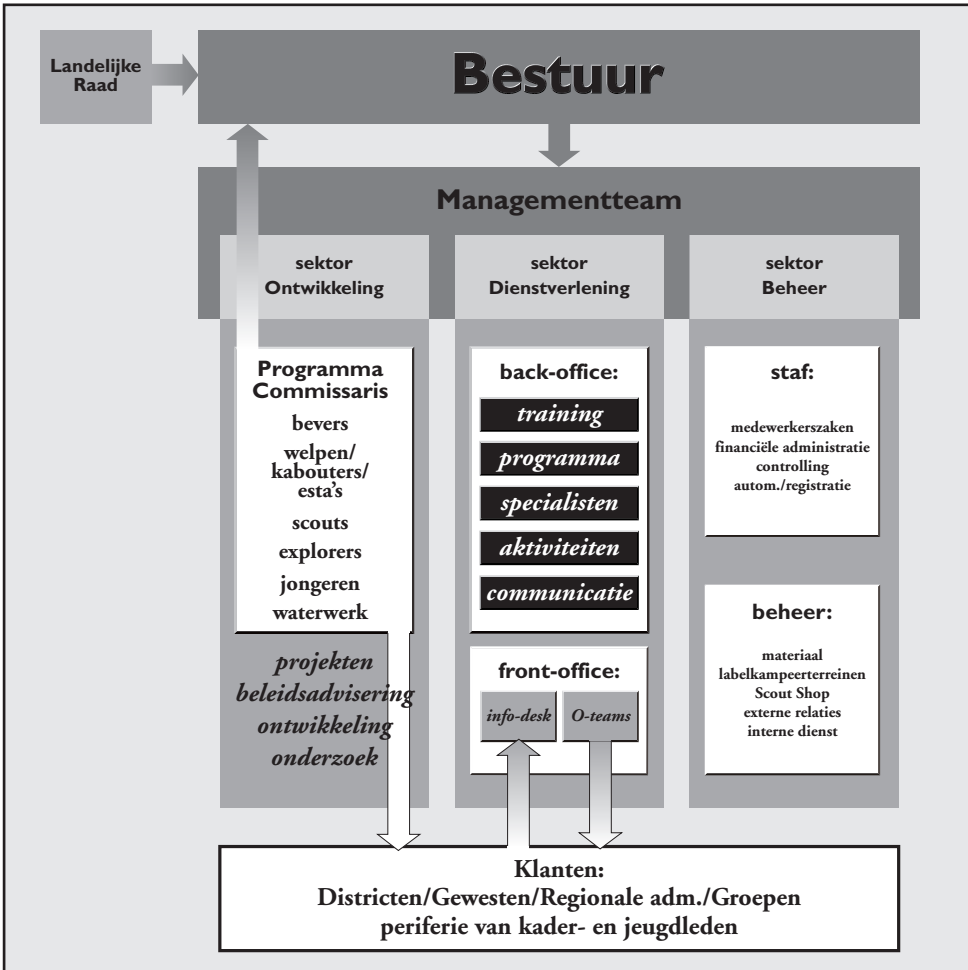 Landelijke
Raad
Bestuur
Managementteam
sektor
Ontwikkeling
sektor
Dienstverlening
sektor
Beheer
Programma
Commissaris
bevers
welpen/
kabouters/
esta's
scouts
explorers
jongeren
waterwerk
projekten
beleidsadvisering
ontwikkeling
onderzoek
back-office:
training
programma
specialisten
aktiviteiten
communicatie
front-office:
info-desk
O-teams
staf:
medewerkerszaken
financiële administratie
controlling
autom./registratie
beheer:
materiaal
labelkampeerterreinen
Scout Shop
externe relaties
interne dienst
Klanten:
Districten/Gewesten/Regionale adm./Groepen
periferie van kader- en jeugdleden